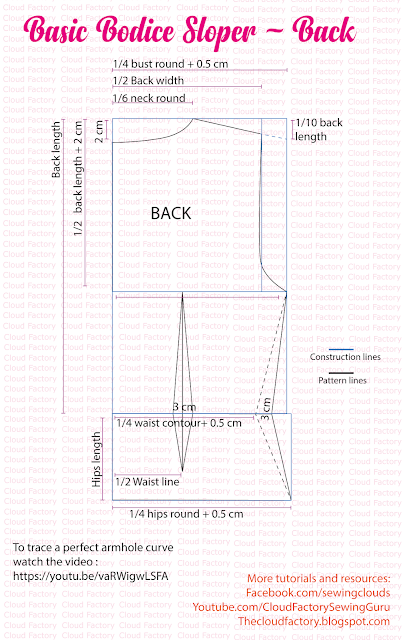 Basic Bodice Sloper ~ Back
1/4 bust round + 0.5 cm
1/2 Back width
1/6 neck round
Back length
1/2 back length + 2 cm
2 cm
1/10 back
length
BACK
Construction lines
Pattern lines
3 cm
3 cm
1/4 waist contour+ 0.5 cm
Hips length
1/2 Waist line
1/4 hips round + 0.5 cm
To trace a perfect armhole curve
watch the video :
https://youtu.be/vaRWigwLSFA
More tutorials and resources:
Facebook.com/sewingclouds
Youtube.com/CloudFactorySewingGuru
Thecloudfactory.blogspot.com
Cloud Factory